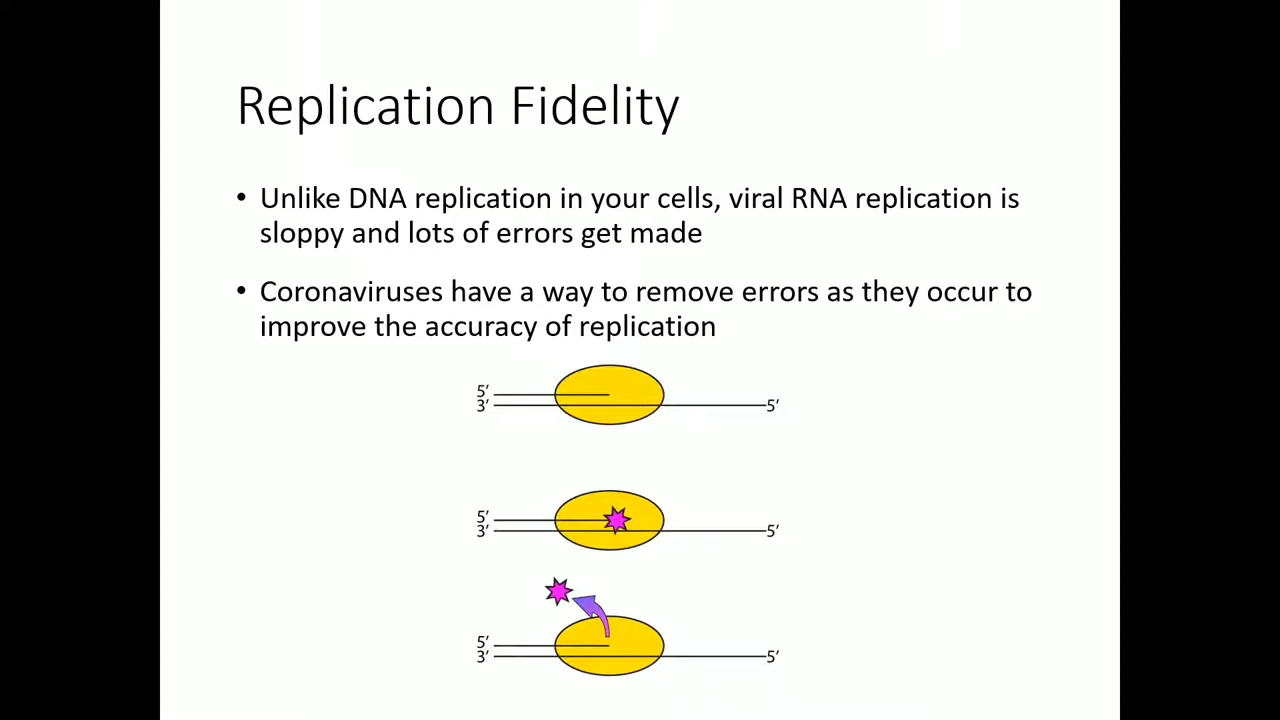 Replication Fidelity
• Unlike DNA replication in your cells, viral RNA replication is
sloppy and lots of errors get made
• Coronaviruses have a way to remove errors as they occur to
improve the accuracy of replication
5′
3′ 5′
5′
3′ 5′
5′
3′ 5′